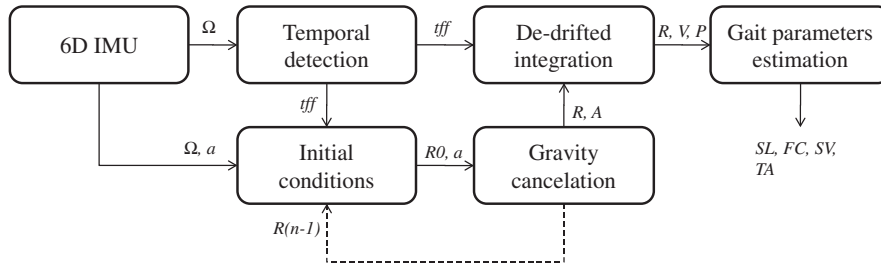 6D IMU
Ω
Temporal
detection
tff
De-drifted
integration
R, V, P
Gait parameters
estimation
tff
R, A
Ω, a
Initial
conditions
R0, a
Gravity
cancelation
SL, FC, SV,
TA
R(n-1)